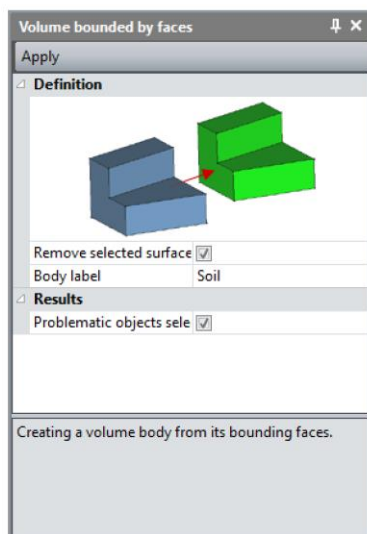 Volume bounded by faces
Apply
Definition
Remove selected surface
Body label Soil
Results
Problematic objects sele
Creating a volume body from its bounding faces.